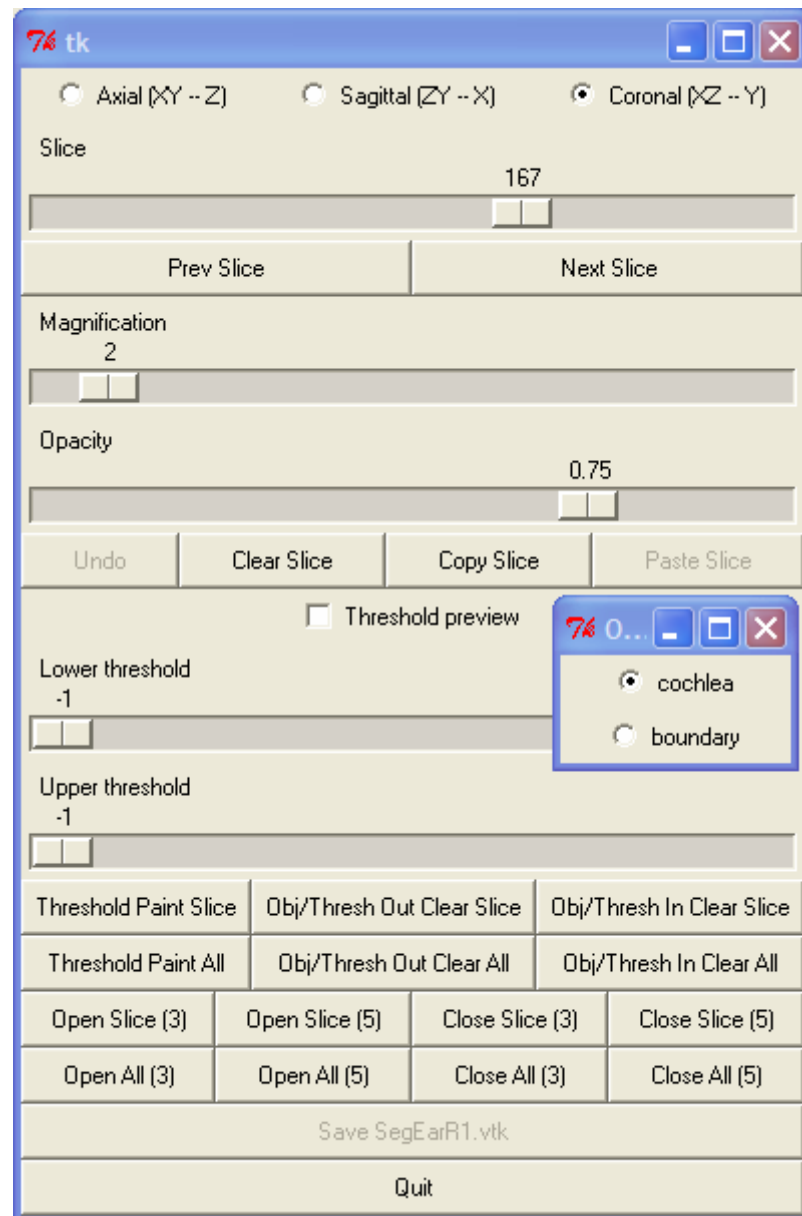 Tk tk
Axial (XY -- Z) Sagittal (ZY -- X) Coronal (XZ -- Y)
Slice
167
Prev Slice Next Slice
Magnification
2
Opacity
0.75
Undo Clear Slice Copy Slice Paste Slice
Threshold preview
Tk O...
cochlea
boundary
Lower threshold
-1
Upper threshold
-1
Threshold Paint Slice Obj/Thresh Out Clear Slice Obj/Thresh In Clear Slice
Threshold Paint All Obj/Thresh Out Clear All Obj/Thresh In Clear All
Open Slice (3) Open Slice (5) Close Slice (3) Close Slice (5)
Open All (3) Open All (5) Close All (3) Close All (5)
Save SegEarR1.vtk
Quit